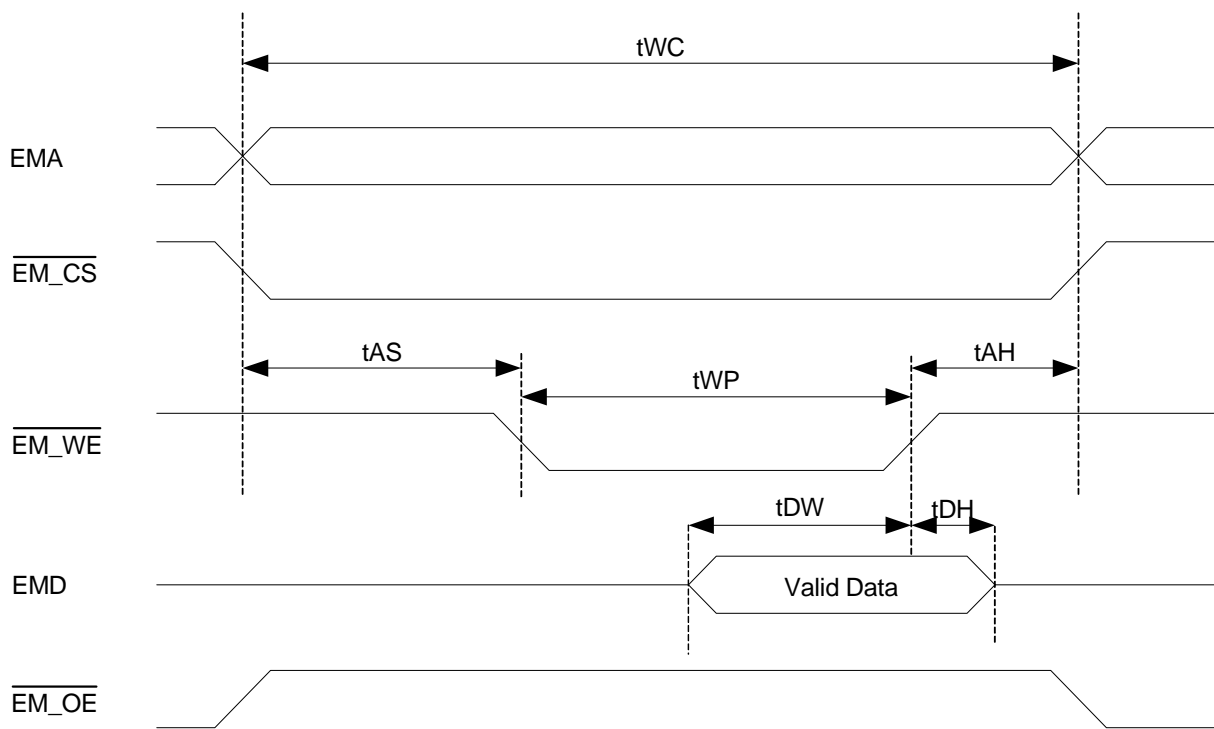 tWC
EMA
EM_CS
tAS
tAH
tWP
EM_WE
tDW
tDH
EMD
Valid Data
EM_OE